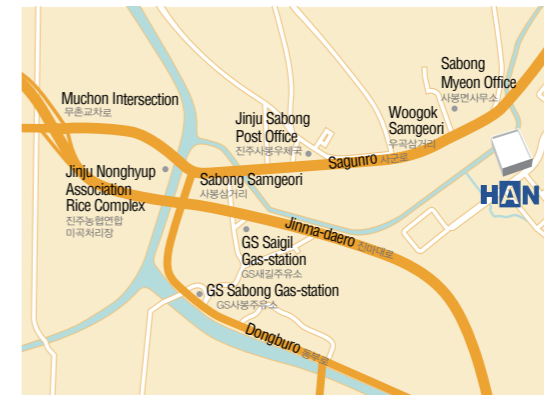 Sabong
Myeon Office
사봉면사무소
Muchon Intersection
무촌교차로
Jinju Sabong
Post Office
진주사봉우체국
Woogok
Samgeori
우곡삼거리
Sagunro 사군로
Jinju Nonghyup
Association
Rice Complex
진주농협연합
미곡처리장
Sabong Samgeori
사봉삼거리
HAN
Jinma-daero 진마대로
GS Saigil
Gas-station
GS새길주유소
GS Sabong Gas-station
GS사봉주유소
Dongburo 동부로